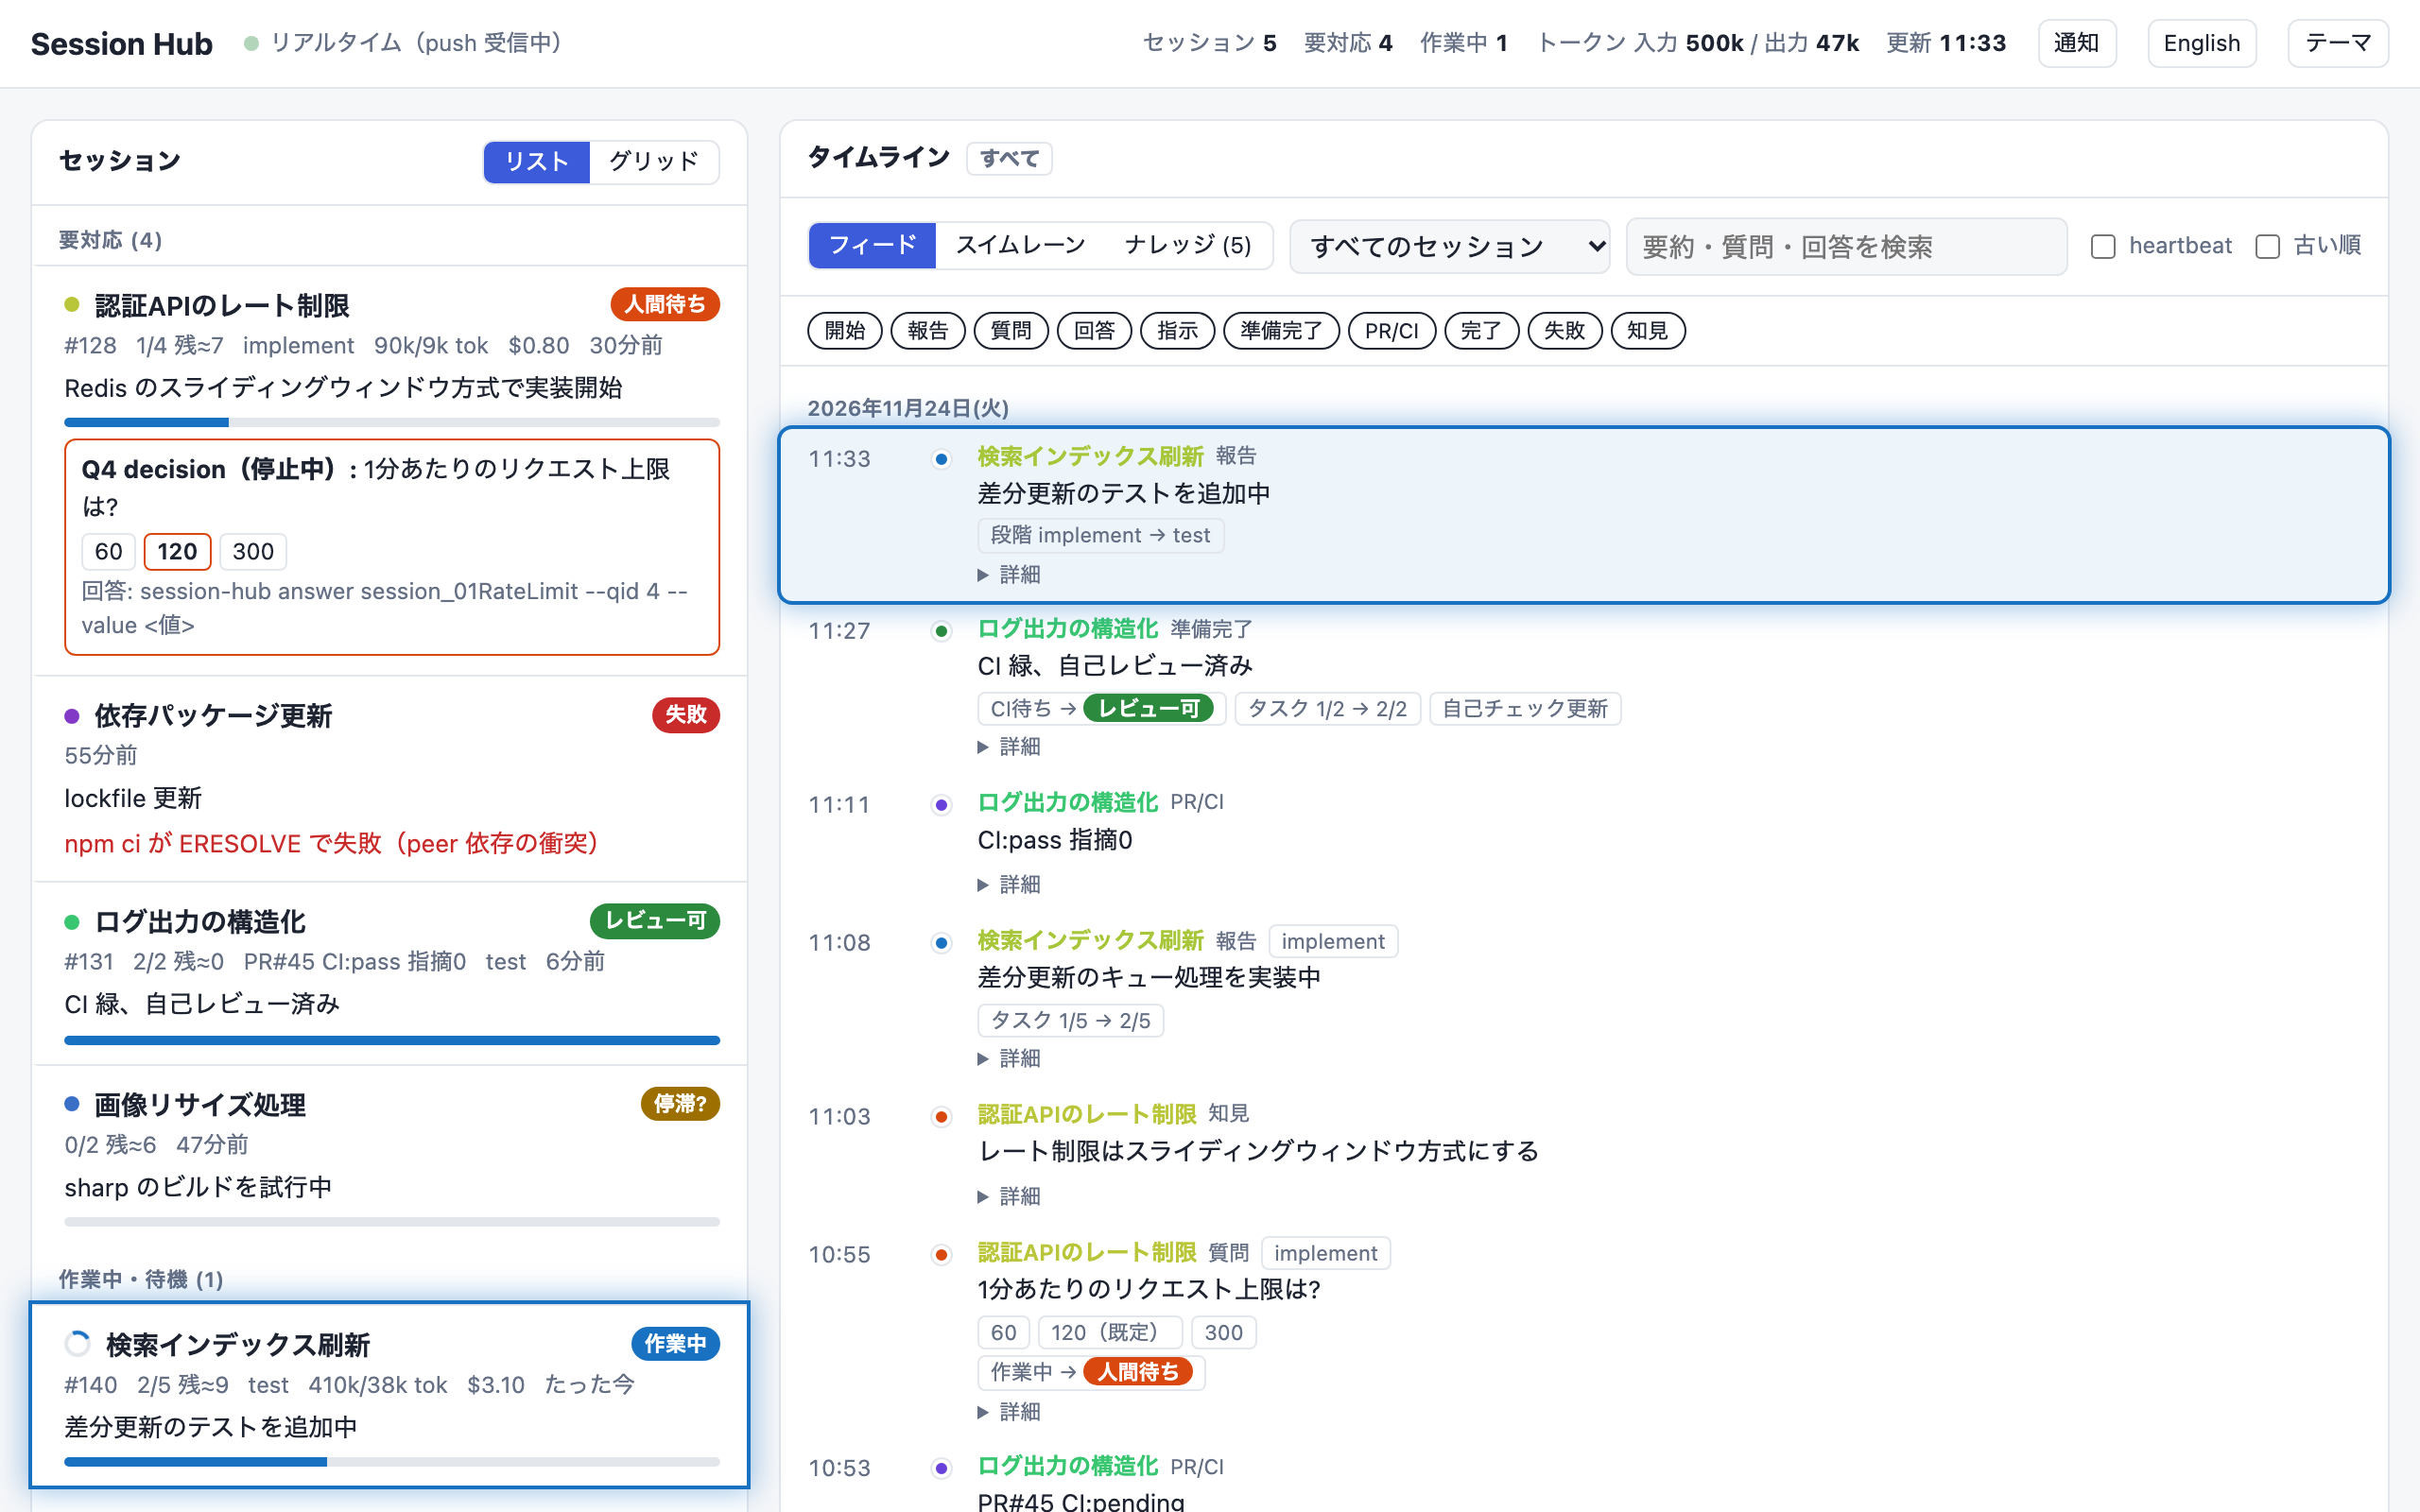 Session Hub
リアルタイム（push 受信中）
セッション 5 要対応 4 作業中 1 トークン 入力 500k / 出力 47k 更新 11:33
通知
English
テーマ
セッション
リスト グリッド
要対応 (4)
認証APIのレート制限 人間待ち
#128 1/4 残≈7 implement 90k/9k tok $0.80 30分前
Redis のスライディングウィンドウ方式で実装開始
Q4 decision（停止中）: 1分あたりのリクエスト上限
は?
60 120 300
回答: session-hub answer session_01RateLimit --qid 4 --
value <値>
依存パッケージ更新 失敗
55分前
lockfile 更新
npm ci が ERESOLVE で失敗（peer 依存の衝突）
ログ出力の構造化 レビュー可
#131 2/2 残≈0 PR#45 CI:pass 指摘0 test 6分前
CI 緑、自己レビュー済み
画像リサイズ処理 停滞?
0/2 残≈6 47分前
sharp のビルドを試行中
作業中・待機 (1)
検索インデックス刷新 作業中
#140 2/5 残≈9 test 410k/38k tok $3.10 たった今
差分更新のテストを追加中
タイムライン すべて
フィード スイムレーン ナレッジ (5) すべてのセッション 要約・質問・回答を検索 heartbeat 古い順
開始 報告 質問 回答 指示 準備完了 PR/CI 完了 失敗 知見
2026年11月24日(火)
11:33 検索インデックス刷新 報告
差分更新のテストを追加中
段階 implement → test
▶ 詳細
11:27 ログ出力の構造化 準備完了
CI 緑、自己レビュー済み
CI待ち → レビュー可 タスク 1/2 → 2/2 自己チェック更新
▶ 詳細
11:11 ログ出力の構造化 PR/CI
CI:pass 指摘0
▶ 詳細
11:08 検索インデックス刷新 報告 implement
差分更新のキュー処理を実装中
タスク 1/5 → 2/5
▶ 詳細
11:03 認証APIのレート制限 知見
レート制限はスライディングウィンドウ方式にする
▶ 詳細
10:55 認証APIのレート制限 質問 implement
1分あたりのリクエスト上限は?
60 120（既定） 300
作業中 → 人間待ち
▶ 詳細
10:53 ログ出力の構造化 PR/CI
PR#45 CI:pending